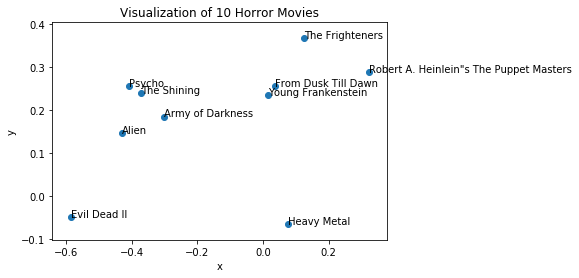 Visualization of 10 Horror Movies
0.4
The Frighteners
0.3
Robert A. Heinlein"s The Puppet Masters
Psycho
From Dusk Till Dawn
The Shining
Young Frankenstein
0.2
Army of Darkness
Alien
y
0.1
0.0
Evil Dead II
Heavy Metal
−0.1
−0.6
−0.4
−0.2
0.0
0.2
x